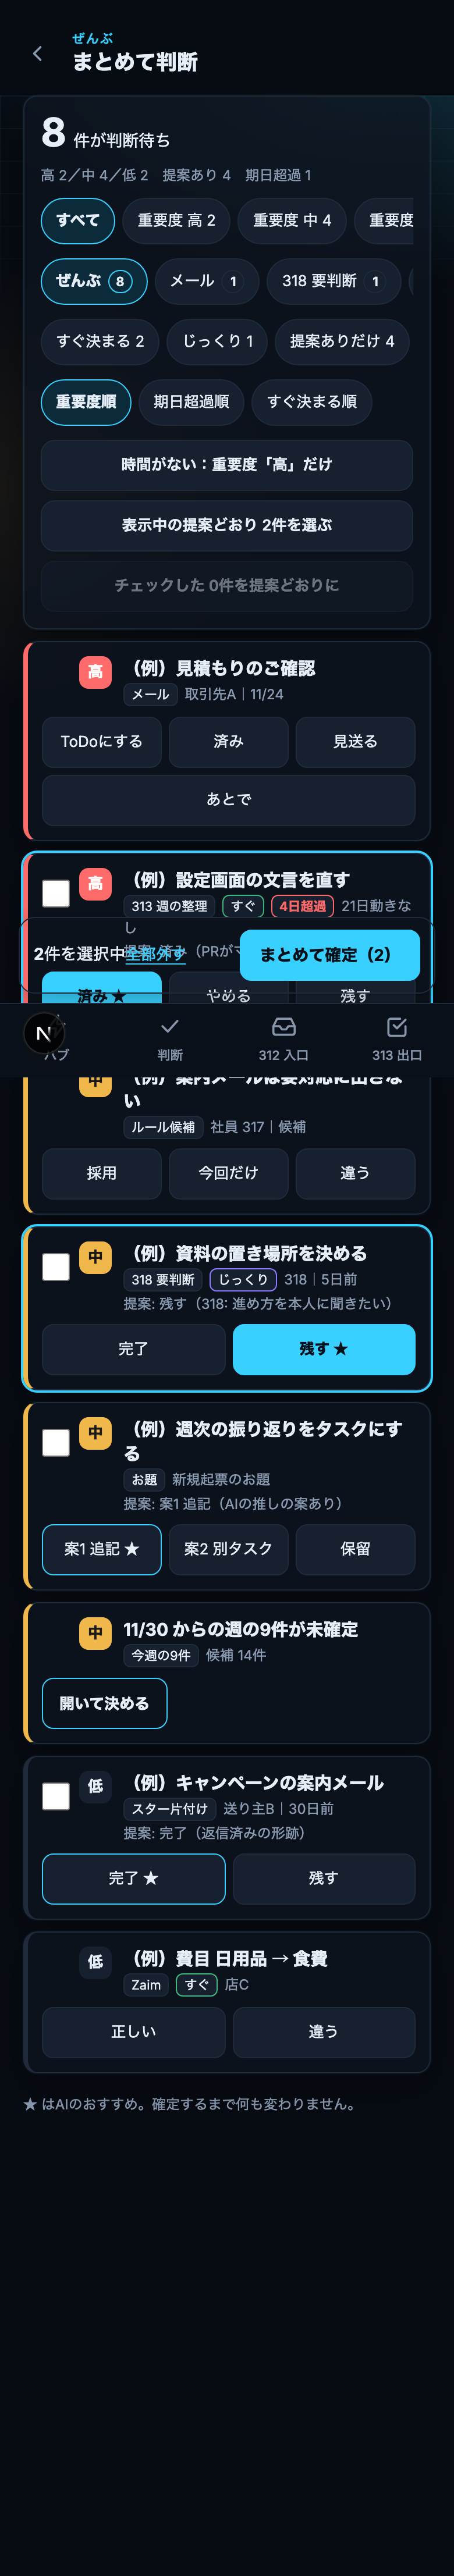 ぜんぶ
まとめて判断
8 件が判断待ち
高 2／中 4／低 2　提案あり 4　期日超過 1
すべて 重要度 高 2 重要度 中 4 重要度
ぜんぶ 8 メール 1 318 要判断 1
すぐ決まる 2 じっくり 1 提案ありだけ 4
重要度順 期日超過順 すぐ決まる順
時間がない：重要度「高」だけ
表示中の提案どおり 2件を選ぶ
チェックした 0件を提案どおりに
高 （例）見積もりのご確認
メール 取引先A｜11/24
ToDoにする 済み 見送る
あとで
高 （例）設定画面の文言を直す
313 週の整理 すぐ 4日超過 21日動きな
し
提案: 済み（PRがマ
2件を選択中 全部外す まとめて確定（2）
済み ★ やめる 残す
N
ハブ 判断 312 入口 313 出口
中 （例）案内メールは要対応に出さな
い
ルール候補 社員 317｜候補
採用 今回だけ 違う
中 （例）資料の置き場所を決める
318 要判断 じっくり 318｜5日前
提案: 残す（318: 進め方を本人に聞きたい）
完了 残す ★
中 （例）週次の振り返りをタスクにす
る
お題 新規起票のお題
提案: 案1 追記（AIの推しの案あり）
案1 追記 ★ 案2 別タスク 保留
中 11/30 からの週の9件が未確定
今週の9件 候補 14件
開いて決める
低 （例）キャンペーンの案内メール
スター片付け 送り主B｜30日前
提案: 完了（返信済みの形跡）
完了 ★ 残す
低 （例）費目 日用品 → 食費
Zaim すぐ 店C
正しい 違う
★ はAIのおすすめ。確定するまで何も変わりません。